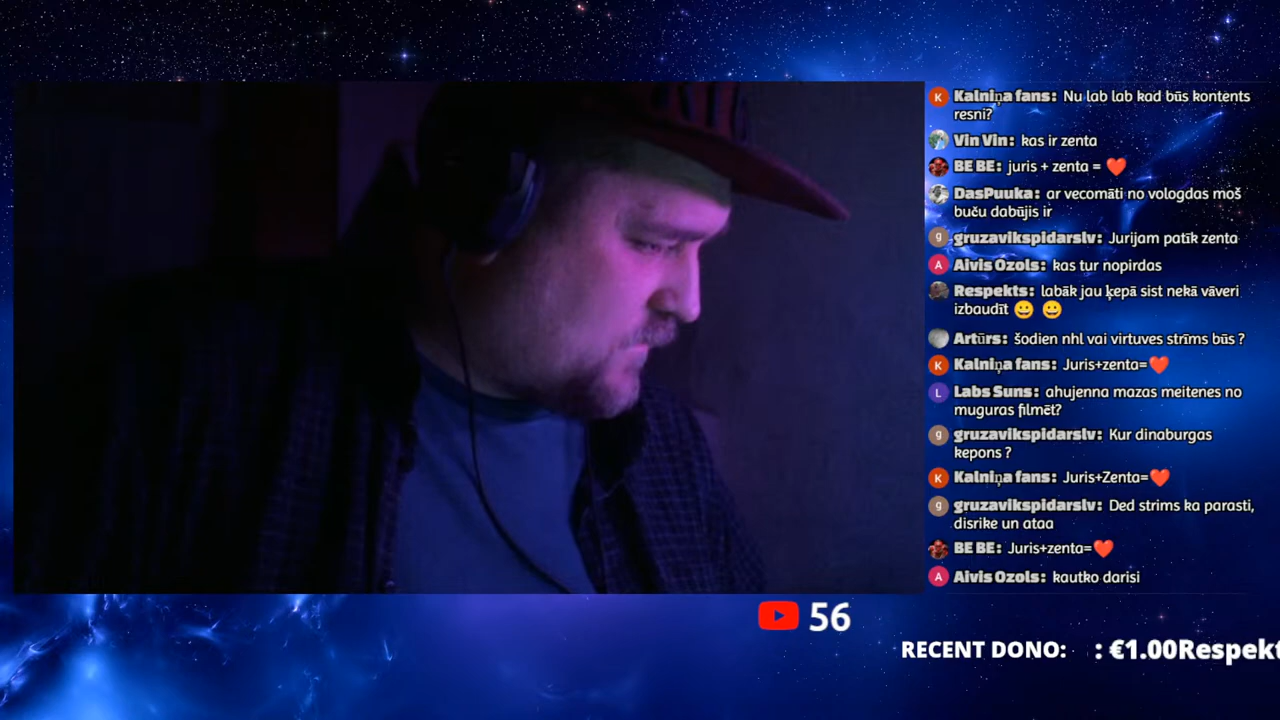 Kalniņa fans: Nu lab lab kad būs kontents
resni?
Vin Vin: kas ir zenta
BE BE: juris + zenta = ❤️
DasPuuka: ar vecomāti no vologdas moš
buču dabūjis ir
gruzavikspidarslv: Jurijam patīk zenta
Aivis Ozols: kas tur nopirdas
Respekts: labāk jau ķepā sist nekā vāveri
izbaudīt 😀 😀
Artūrs: šodien nhl vai virtuves strīms būs ?
Kalniņa fans: Juris+zenta=❤️
Labs Suns: ahujenna mazas meitenes no
muguras filmēt?
gruzavikspidarslv: Kur dinaburgas
kepons ?
Kalniņa fans: Juris+Zenta=❤️
gruzavikspidarslv: Ded strims ka parasti,
disrike un ataa
BE BE: Juris+zenta=❤️
Aivis Ozols: kautko darisi
56
RECENT DONO: : €1.00Respekt